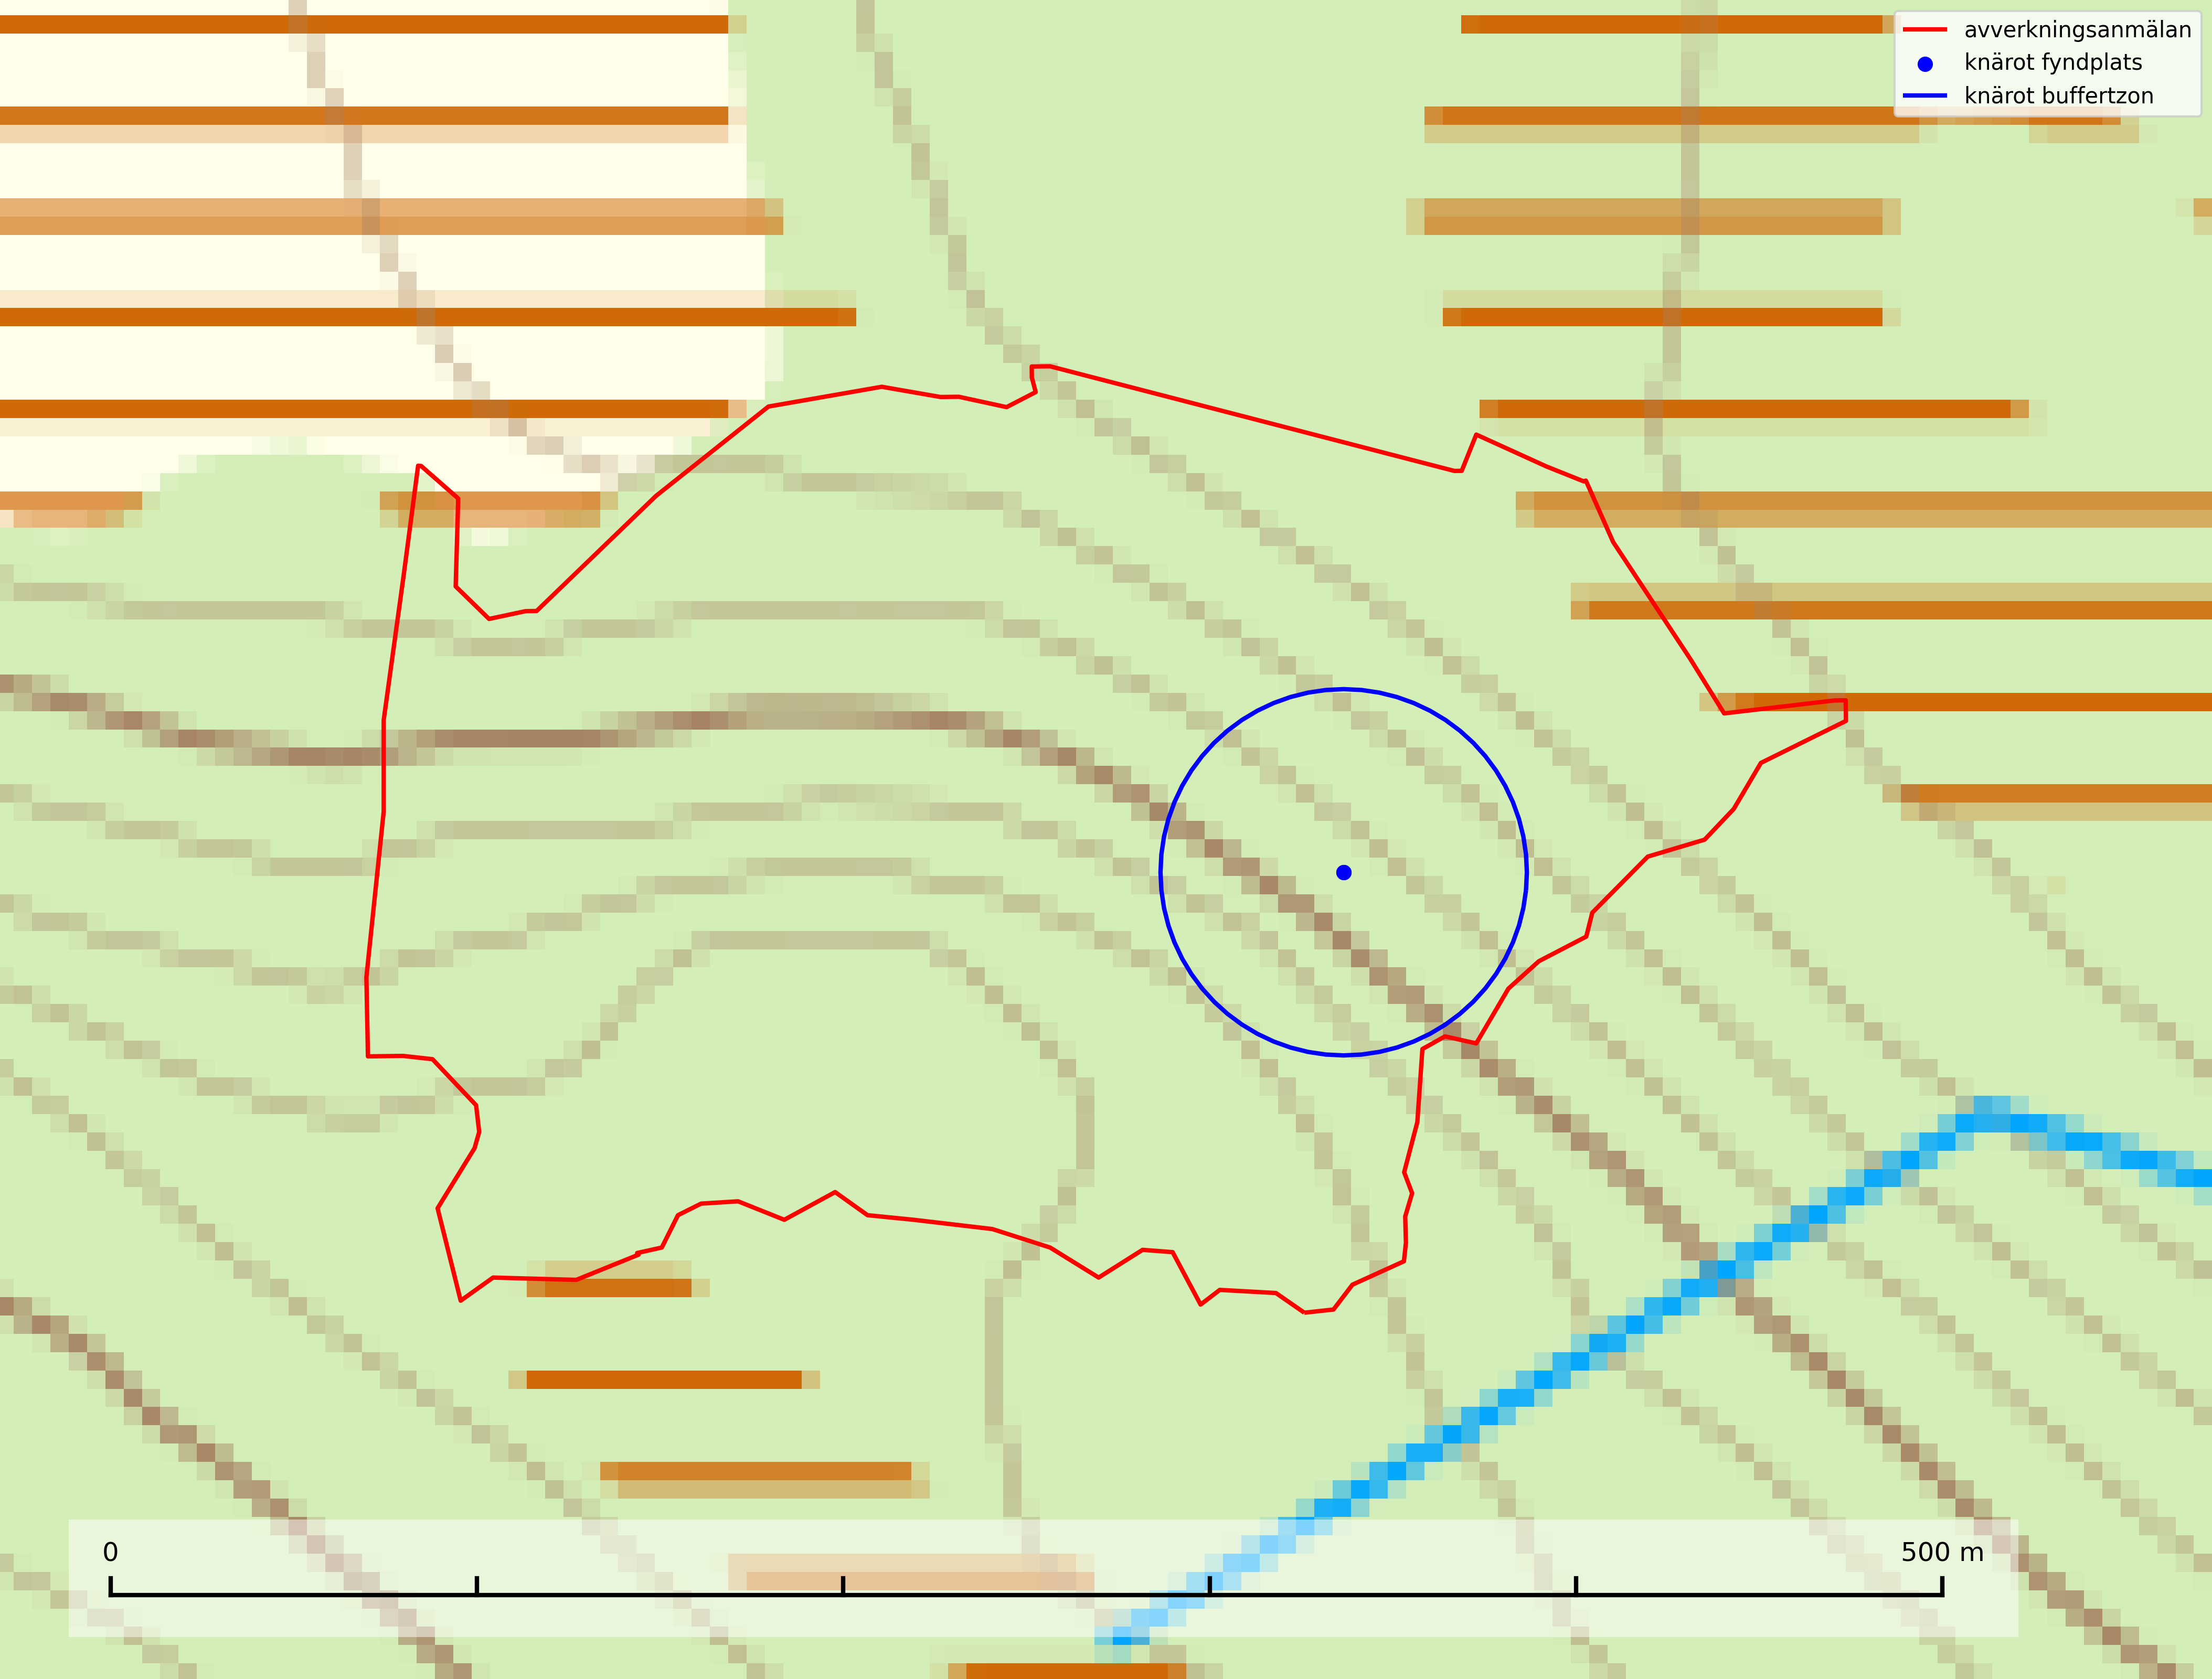 avverkningsanmälan
knärot fyndplats
knärot buffertzon
0
500 m